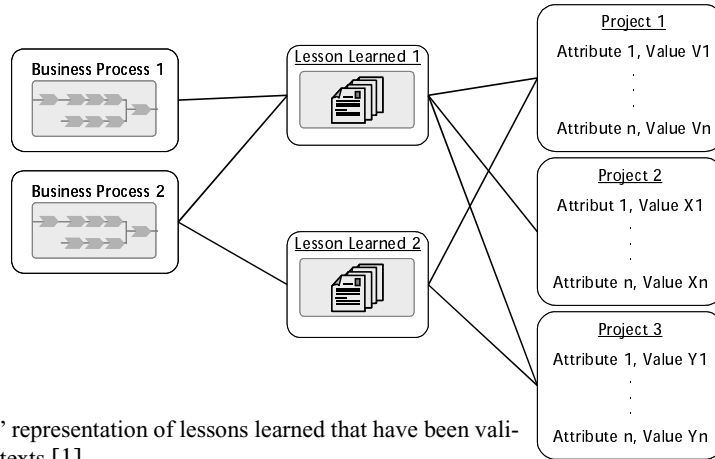 Business Process 1
Business Process 2
Lesson Learned 1
Lesson Learned 2
Project 1
Attribute 1, Value V1
.
.
.
Attribute n, Value Vn
Project 2
Attribut 1, Value X1
.
.
.
Attribute n, Value Xn
Project 3
Attribute 1, Value Y1
.
.
.
Attribute n, Value Yn
’ representation of lessons learned that have been vali-
texts [1]